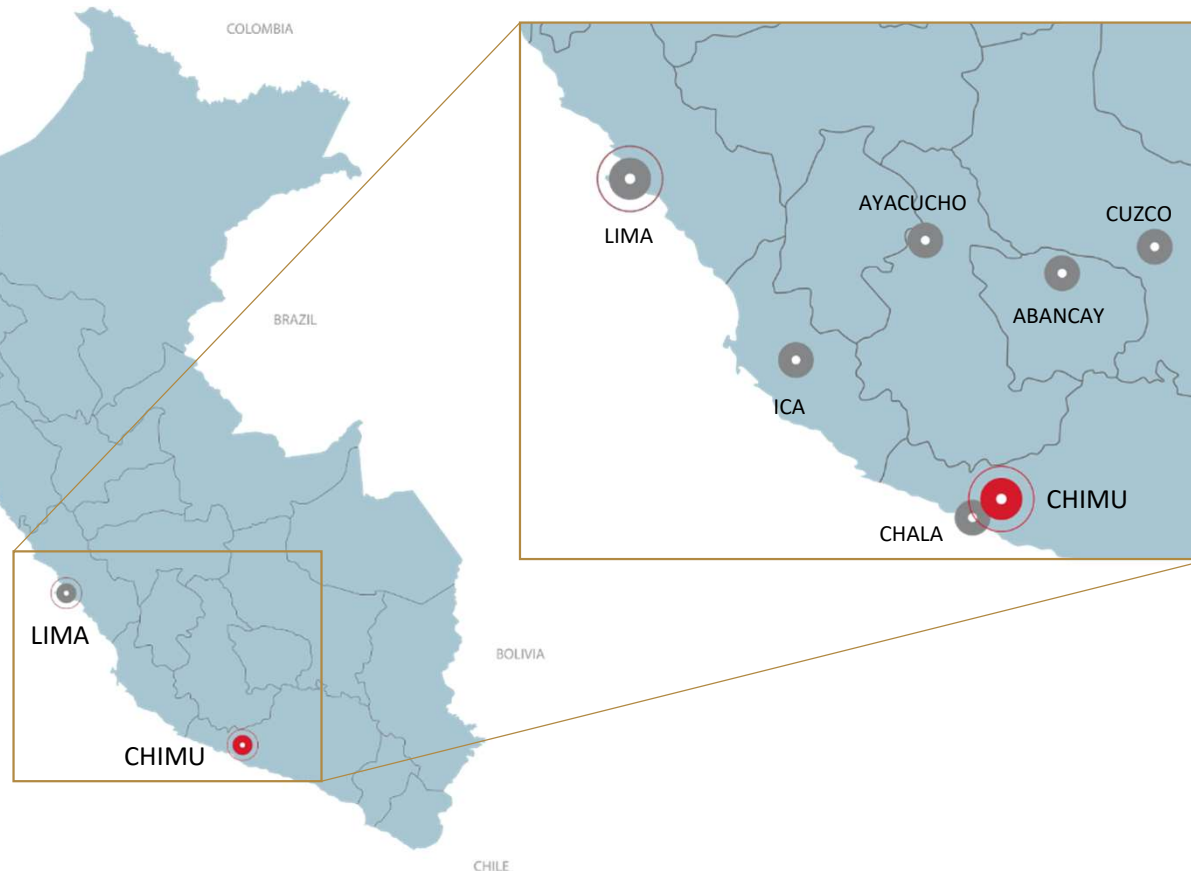 COLOMBIA
BRAZIL
LIMA
BOLIVIA
CHIMU
CHILE
LIMA
AYACUCHO
CUZCO
ABANCAY
ICA
CHIMU
CHALA